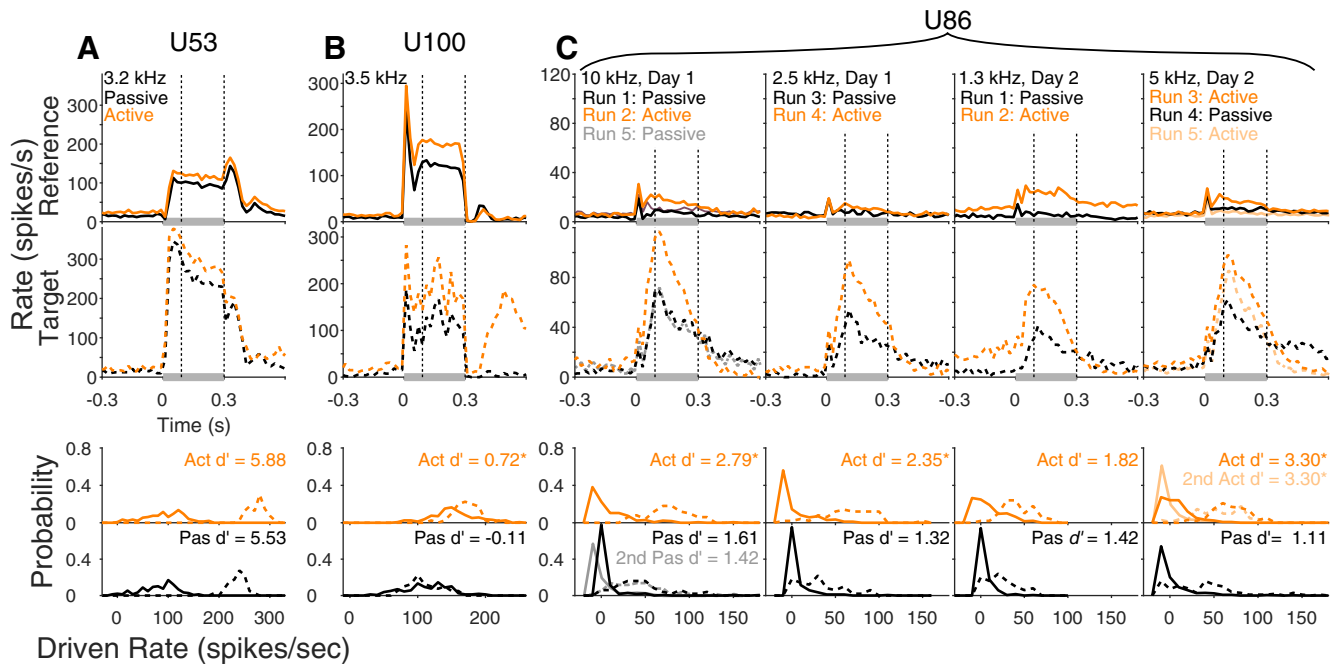 U86
A
U53
B
U100
C
3.2 kHz
Passive
Active
3.5 kHz
10 kHz, Day 1
Run 1: Passive
Run 2: Active
Run 5: Passive
2.5 kHz, Day 1
Run 3: Passive
Run 4: Active
1.3 kHz, Day 2
Run 1: Passive
Run 2: Active
5 kHz, Day 2
Run 3: Active
Run 4: Passive
Run 5: Active
Rate (spikes/s)
Reference
Target
300
200
100
0
300
200
100
0
300
200
100
0
300
200
100
0
120
80
40
0
80
40
0
-0.3 0 0.3
Time (s)
-0.3 0 0.3
-0.3 0 0.3
-0.3 0 0.3
-0.3 0 0.3
-0.3 0 0.3
Probability
0.8
0.4
0
0.4
0
Act d' = 5.88
Pas d' = 5.53
0 100 200 300
0.8
0.4
0
0.4
0
Act d' = 0.72*
Pas d' = -0.11
0 100 200
0.8
0.4
0
0.4
0
Act d' = 2.79*
Pas d' = 1.61
2nd Pas d' = 1.42
0 50 100 150
Act d' = 2.35*
Pas d' = 1.32
0 50 100 150
Act d' = 1.82
Pas d' = 1.42
0 50 100 150
Act d' = 3.30*
2nd Act d' = 3.30*
Pas d' = 1.11
0 50 100 150
Driven Rate (spikes/sec)